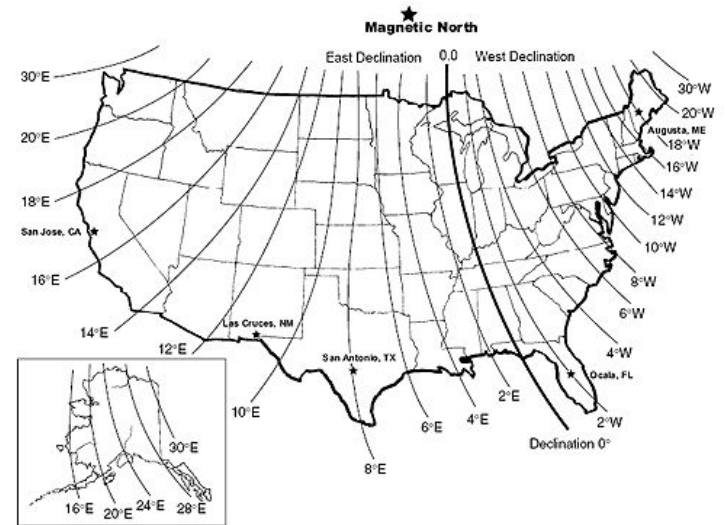 Magnetic North
East Declination 0.0 West Declination
30°E
20°E
18°E
San Jose, CA
16°E
14°E
12°E
Las Cruces, NM
10°E
San Antonio, TX
8°E
6°E
4°E
2°E
Declination 0°
2°W
Ocala, FL
4°W
6°W
8°W
10°W
12°W
14°W
16°W
18°W
Augusta, ME
20°W
30°W
16°E
20°E
24°E
28°E
30°E